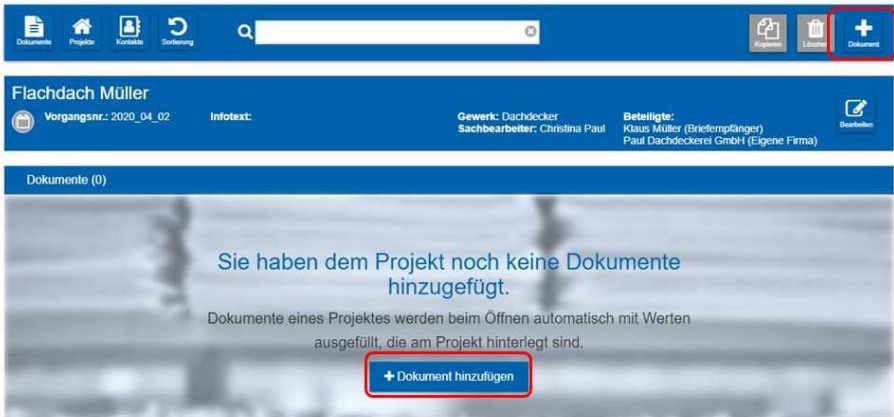 Dokumente
Projekte
Kontakte
Sortierung
Kopieren
Löschen
Dokument
Flachdach Müller
Vorgangsnr.: 2020_04_02
Infotext:
Gewerk: Dachdecker
Sachbearbeiter: Christina Paul
Beteiligte:
Klaus Müller (Briefempfänger)
Paul Dachdeckerei GmbH (Eigene Firma)
Bearbeiten
Dokumente (0)
Sie haben dem Projekt noch keine Dokumente
hinzugefügt.
Dokumente eines Projektes werden beim Öffnen automatisch mit Werten
ausgefüllt, die am Projekt hinterlegt sind.
+ Dokument hinzufügen